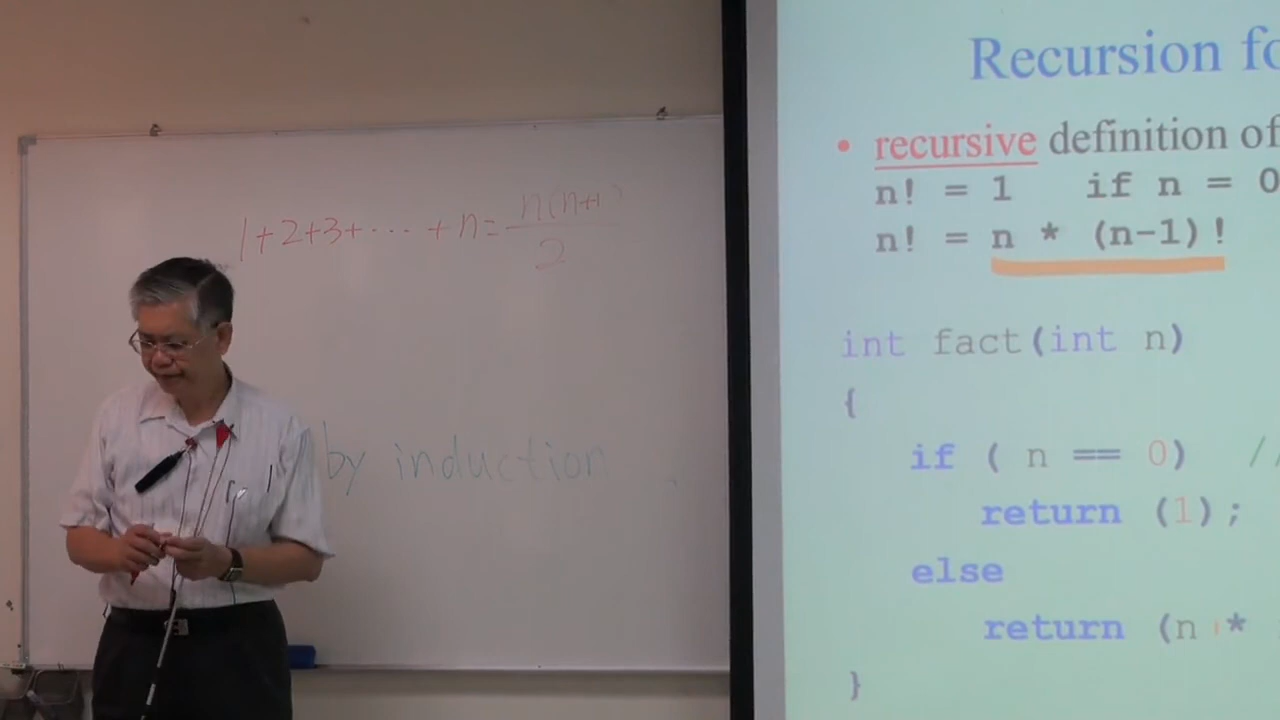 1+2+3+⋯+n=n(n+1)/2
by induction
Recursion
• recursive definition of
n! = 1 if n = 0
n! = n * (n-1)!
int fact(int n)
{
if ( n == 0) //
return (1);
else
return (n *
}